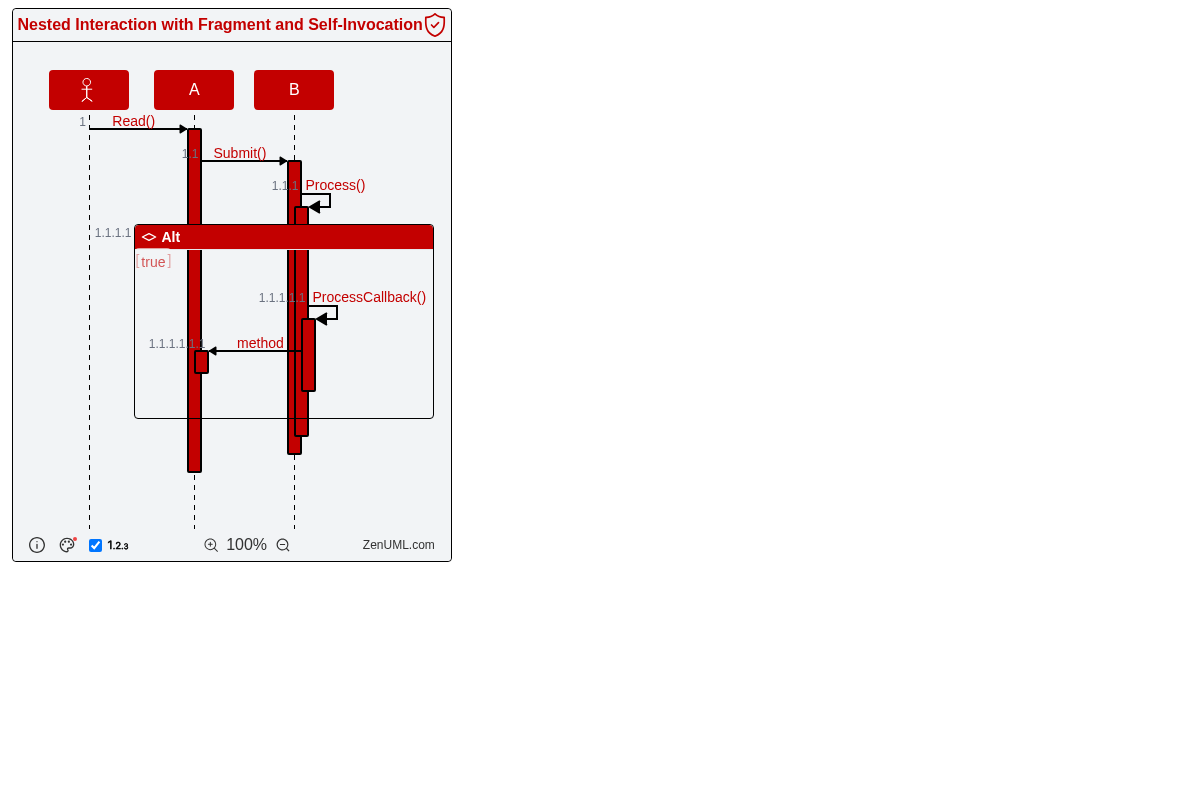 Nested Interaction with Fragment and Self-Invocation
A
B
1
Read()
1.1
Submit()
1.1.1
Process()
1.1.1.1
Alt
[true]
1.1.1.1.1
ProcessCallback()
1.1.1.1.1.1
method
1.2.3
100%
ZenUML.com